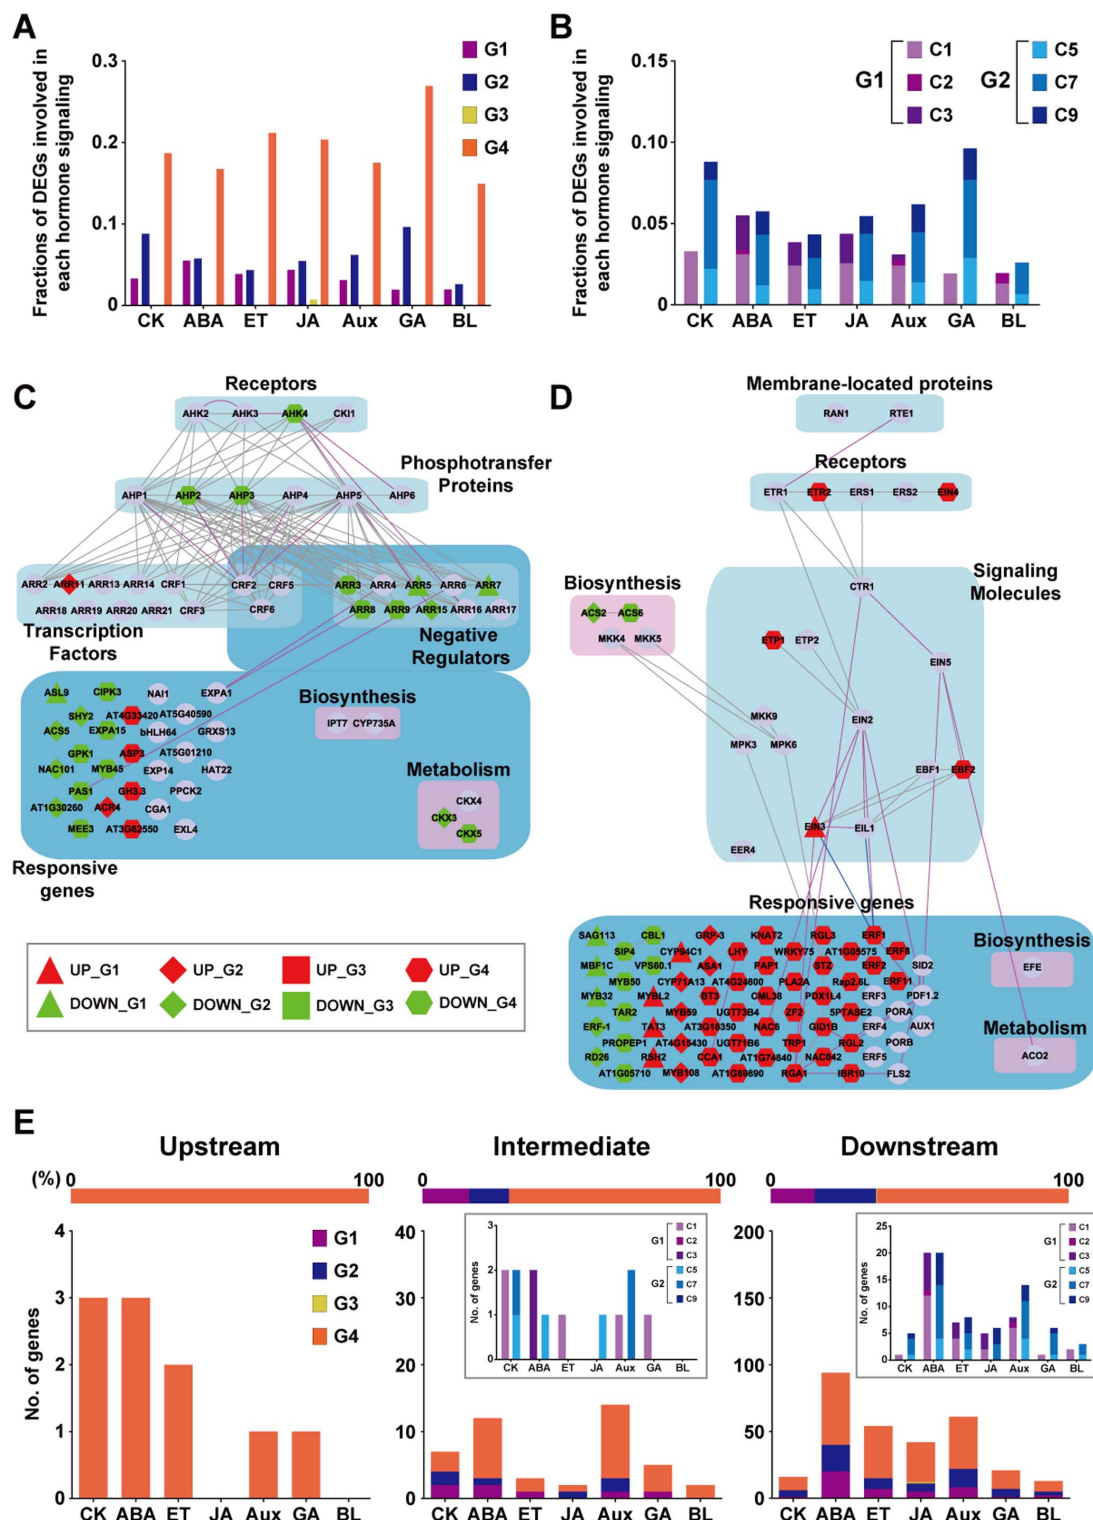 A
Fractions of DEGs involved in
each hormone signaling
0.3
0.2
0.1
0
CK ABA ET JA Aux GA BL
G1
G2
G3
G4
B
Fractions of DEGs involved in
each hormone signaling
0.15
0.10
0.05
0
CK ABA ET JA Aux GA BL
G1
C1
C2
C3
G2
C5
C7
C9
C
Receptors
AHK2 AHK3 AHK4 CKI1
Phosphotransfer
Proteins
AHP1 AHP2 AHP3 AHP4 AHP5 AHP6
ARR2 ARR11 ARR13 ARR14 CRF1 CRF2 CRF5 ARR3 ARR4 ARR5 ARR6 ARR7
ARR18 ARR19 ARR20 ARR21 CRF3 CRF6 ARR8 ARR9 ARR15 ARR16 ARR17
Transcription
Factors
Negative
Regulators
ASL9 CIPK3 NAI1 EXPA1
SHY2 AT4G33420 AT5G40590
ACS5 EXPA15 bHLH64 GRXS13
GPK1 ASP3 AT5G01210
NAC101 MYB45 EXP14 HAT22
PAS1 GH3.3 PPCK2
AT1G30260 ACR4 CGA1
MEE3 AT3G62550 EXL4
Biosynthesis
IPT7 CYP735A
Metabolism
CKX4
CKX3
CKX5
Responsive
genes
UP_G1 UP_G2 UP_G3 UP_G4
DOWN_G1 DOWN_G2 DOWN_G3 DOWN_G4
D
Membrane-located proteins
RAN1 RTE1
Receptors
ETR1 ETR2 ERS1 ERS2 EIN4
Signaling
Molecules
CTR1
Biosynthesis
ACS2 ACS6
MKK4 MKK5
ETP1 ETP2
EIN5
MKK9
EIN2
MPK3 MPK6
EBF1 EBF2
EIN3 EIL1
EER4
Responsive genes
SAG113 CBL1 GRP-3 KNAT2 RGL3 ERF1
SIP4 CYP94C1 LHY WRKY75 AT1G05575 ERF8
MBF1C VPS60.1 ASA1 PAP1 STZ ERF2 SID2
MYB50 CYP71A13 AT4G24800 PLA2A Rap2.6L ERF11
MYB32 MYBL2 BT3 CML38 PDX1L4 ERF3 PDF1.2
TAR2 MYB59 UGT73B4 ZF2 5PTASE2 PORA
ERF-1 TAT3 AT3G16350 NAC6 GID1B ERF4 AUX1
PROPEP1 AT4G15430 UGT71B6 TRP1 RGL2 PORB
RD26 RSH2 CCA1 AT1G74840 NAC042 ERF5
AT1G05710 MYB108 AT1G69890 RGA1 IBR10 FLS2
Biosynthesis
EFE
Metabolism
ACO2
E
Upstream
(%) 0 100
No. of genes
4
3
2
1
0
CK ABA ET JA Aux GA BL
G1
G2
G3
G4
Intermediate
0 100
40
30
20
10
0
CK ABA ET JA Aux GA BL
No. of genes
3
2
1
0
CK ABA ET JA Aux GA BL
G1
C1
C2
C3
G2
C5
C7
C9
Downstream
0 100
200
150
100
50
0
CK ABA ET JA Aux GA BL
No. of genes
25
20
15
10
5
0
CK ABA ET JA Aux GA BL
G1
C1
C2
C3
G2
C5
C7
C9